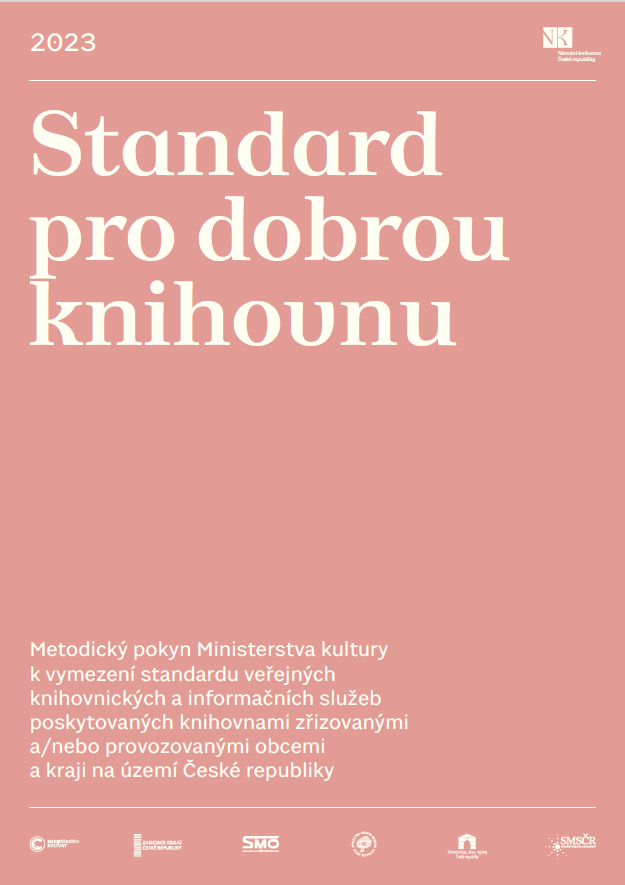 2023
NK
Národní knihovna
České republiky
Standard
pro dobrou
knihovnu
Metodický pokyn Ministerstva kultury
k vymezení standardu veřejných
knihovnických a informačních služeb
poskytovaných knihovnami zřizovanými
a/nebo provozovanými obcemi
a kraji na území České republiky
MINISTERSTVO
KULTURY
ASOCIACE KRAJŮ
ČESKÉ REPUBLIKY
SMO
SMSČR